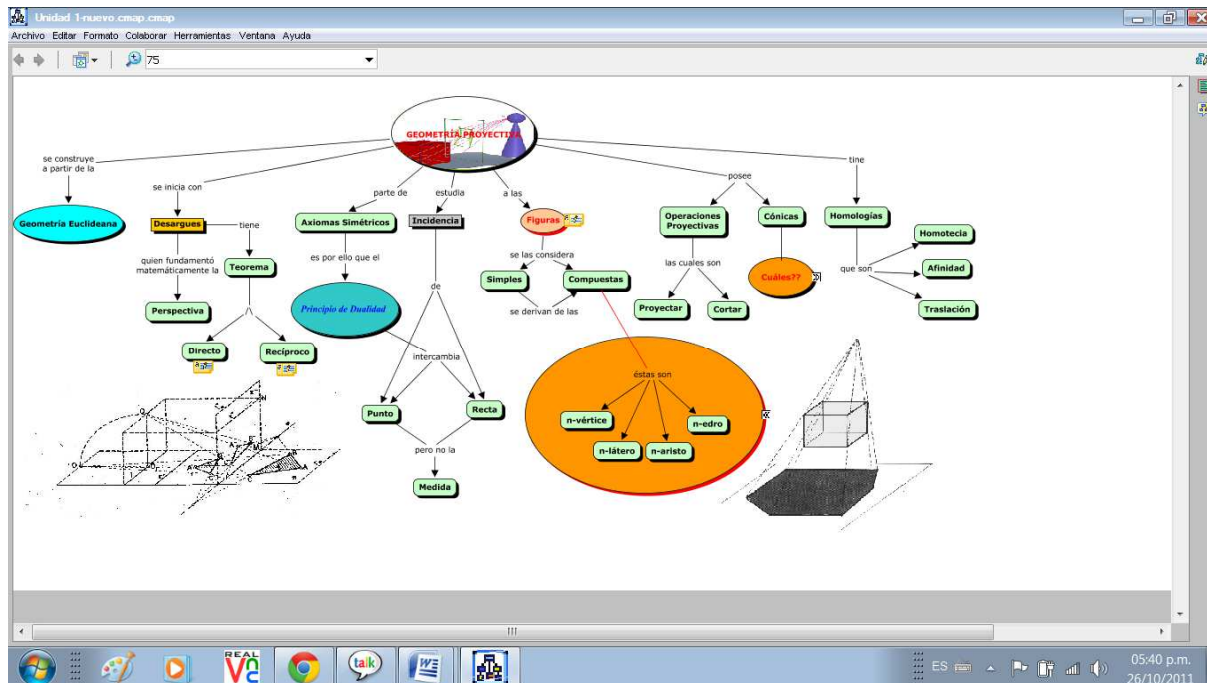 Unidad 1-nuevo.cmap.cmap
Archivo Editar Formato Colaborar Herramientas Ventana Ayuda
75
GEOMETRÍA PROYECTIVA
se construye
a partir de la
Geometría Euclideana
se inicia con
Desargues
tiene
quien fundamentó
matemáticamente la
Perspectiva
Teorema
Directo
Recíproco
parte de
Axiomas Simétricos
es por ello que el
Principio de Dualidad
intercambia
estudia
Incidencia
de
Punto
Recta
pero no la
Medida
a las
Figuras
se las considera
Simples
Compuestas
se derivan de las
éstas son
n-vértice
n-látero
n-aristo
n-edro
posee
Operaciones
Proyectivas
las cuales son
Proyectar
Cortar
Cónicas
Cuáles??
tine
Homologías
que son
Homotecia
Afinidad
Traslación
REAL
VNC
talk
ES
05:40 p.m.
26/10/2011